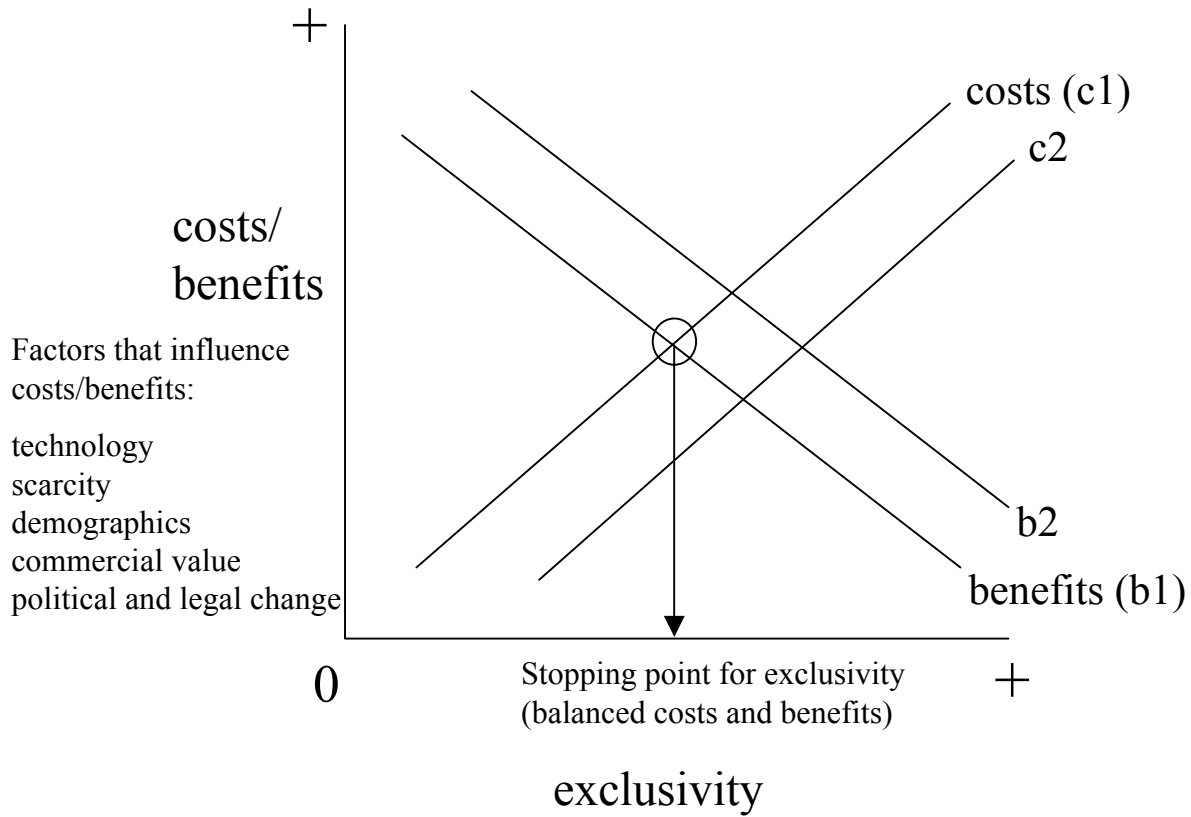 +
costs (c1)
c2
costs/
benefits
Factors that influence
costs/benefits:
technology
scarcity
demographics
commercial value
political and legal change
b2
benefits (b1)
0
Stopping point for exclusivity
(balanced costs and benefits)
+
exclusivity